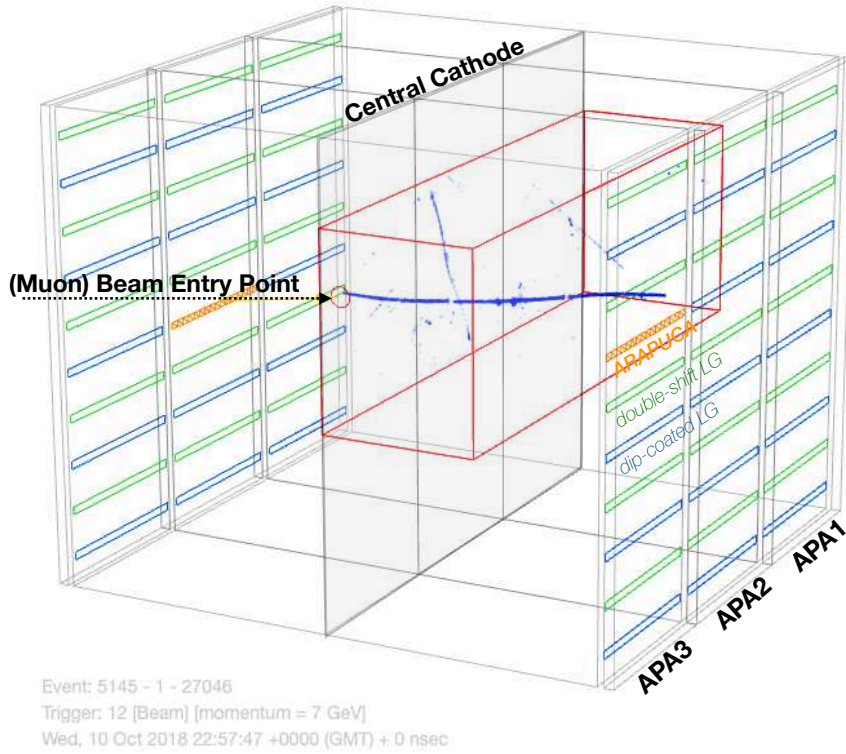 Central Cathode
(Muon) Beam Entry Point
ARAPUCA
double-shift LG
dip-coated LG
APA1
APA2
APA3
Event: 5145 - 1 - 27046
Trigger: 12 [Beam] [momentum = 7 GeV]
Wed, 10 Oct 2018 22:57:47 +0000 (GMT) + 0 nsec